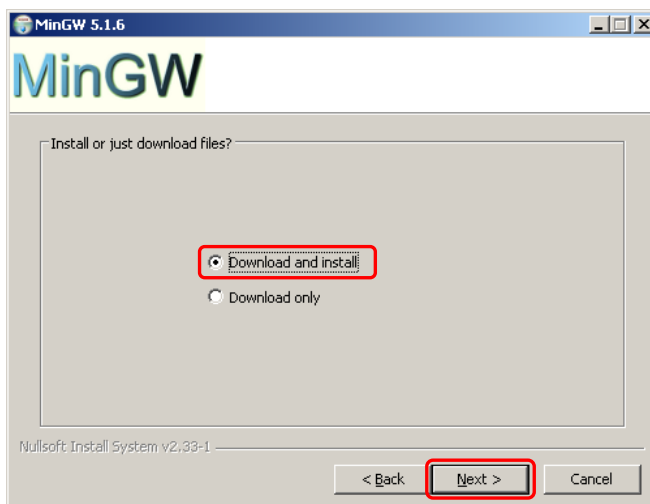 MinGW 5.1.6
MinGW
Install or just download files?
Download and install
Download only
Nullsoft Install System v2.33-1
< Back Next > Cancel